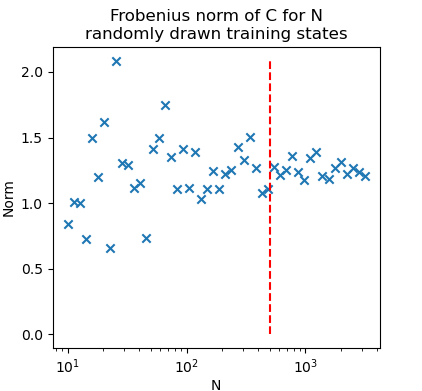 Frobenius norm of C for N
randomly drawn training states
Norm
2.0
1.5
1.0
0.5
0.0
10¹ 10² 10³
N